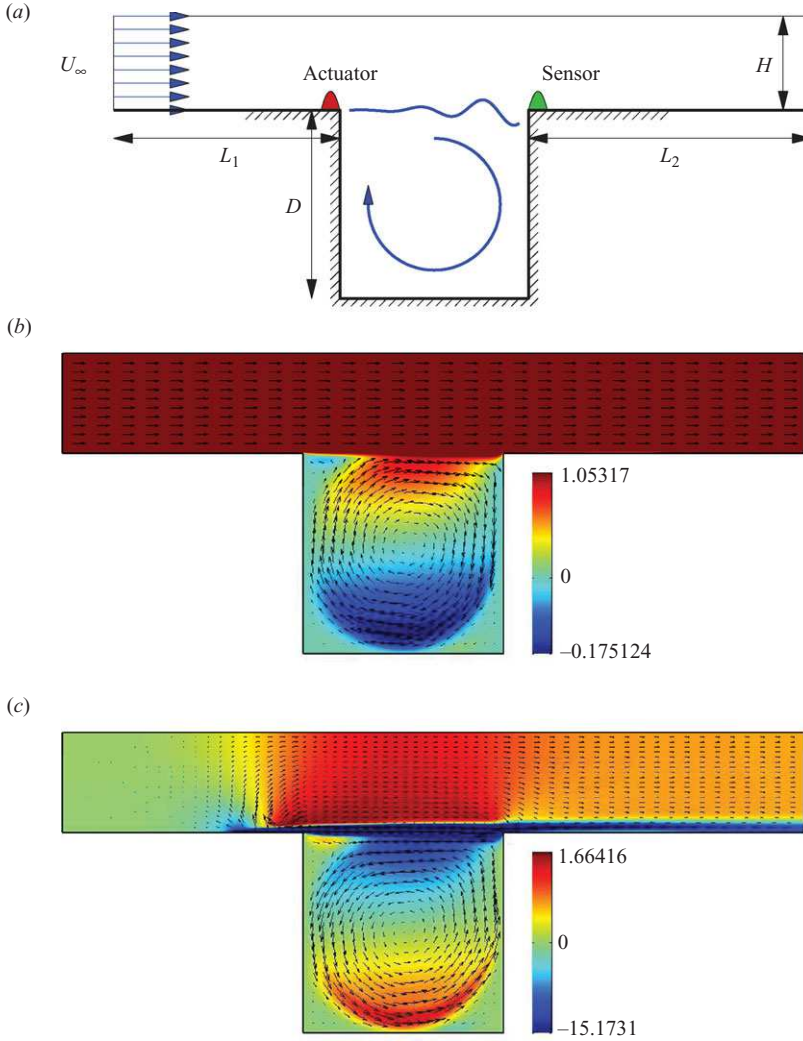 (a)
U∞
Actuator
Sensor
H
L1
L2
D
(b)
1.05317
0
–0.175124
(c)
1.66416
0
–15.1731